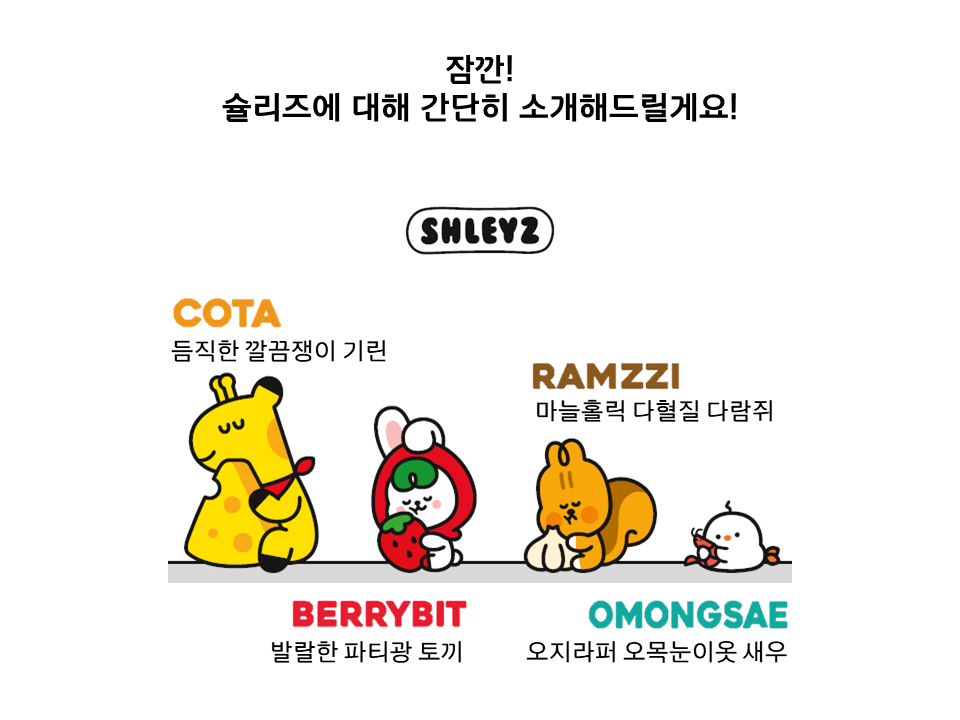 잠깐!
슐리즈에 대해 간단히 소개해드릴게요!
SHLEYZ
COTA
듬직한 깔끔쟁이 기린
RAMZZI
마늘홀릭 다혈질 다람쥐
BERRYBIT
발랄한 파티광 토끼
OMONGSAE
오지라퍼 오목눈이옷 새우